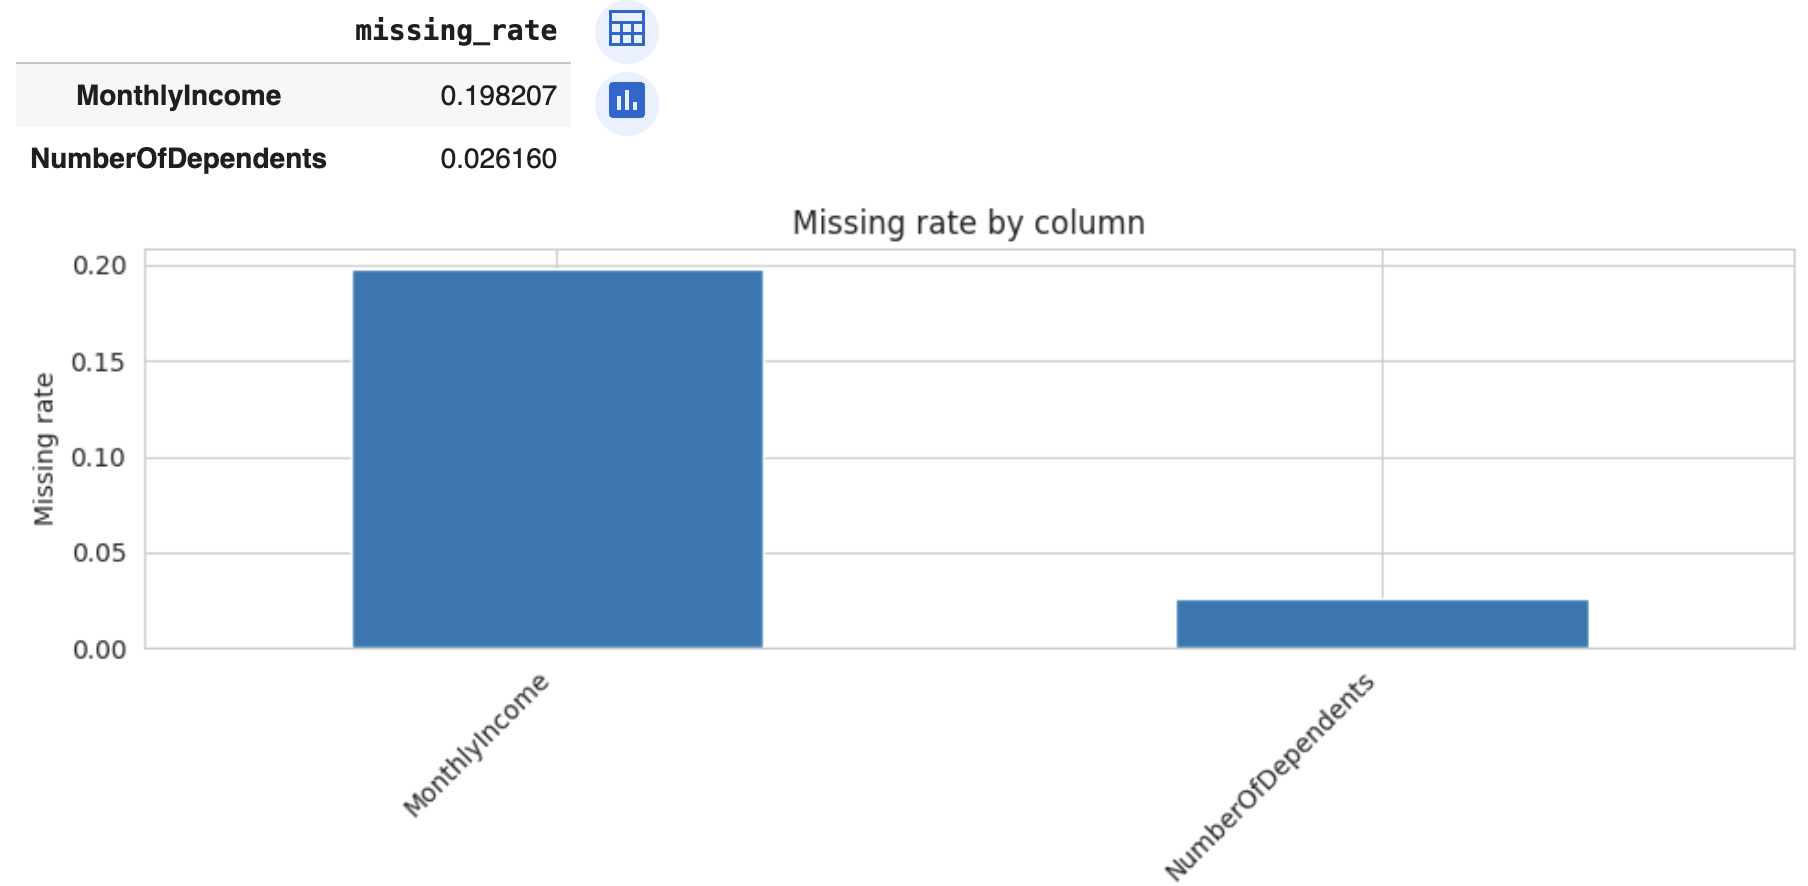 missing_rate
MonthlyIncome 0.198207
NumberOfDependents 0.026160
Missing rate by column
Missing rate
0.20
0.15
0.10
0.05
0.00
MonthlyIncome
NumberOfDependents